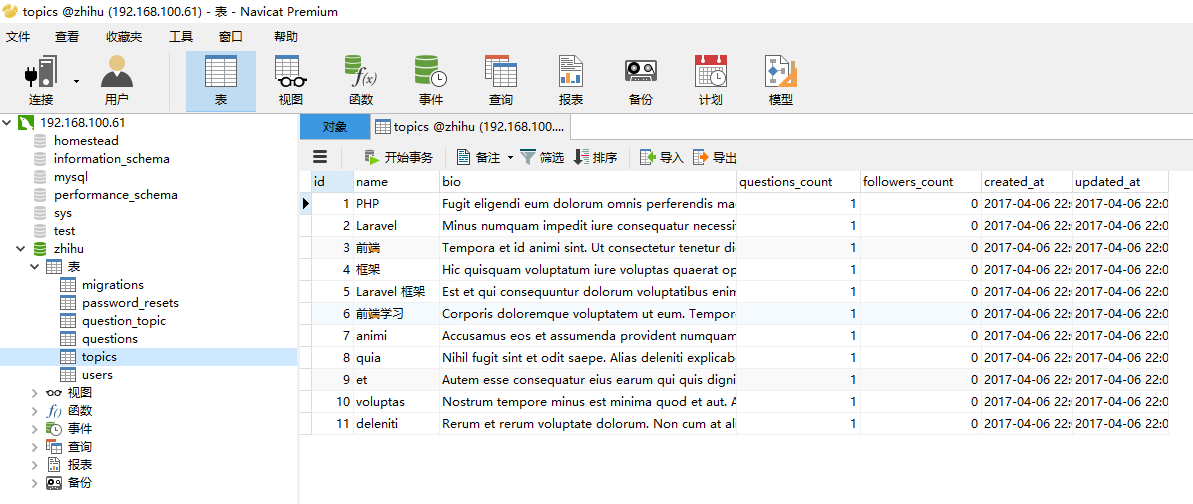 topics @zhihu (192.168.100.61) - 表 - Navicat Premium
文件 查看 收藏夹 工具 窗口 帮助
连接 用户 表 视图 函数 事件 查询 报表 备份 计划 模型
192.168.100.61
homestead
information_schema
mysql
performance_schema
sys
test
zhihu
表
migrations
password_resets
question_topic
questions
topics
users
视图
函数
事件
查询
报表
备份
对象 topics @zhihu (192.168.100....
开始事务 备注 筛选 排序 导入 导出
id name bio questions_count followers_count created_at updated_at
1 PHP Fugit eligendi eum dolorum omnis perferendis ma 1 0 2017-04-06 22: 2017-04-06 22:0
2 Laravel Minus numquam impedit iure consequatur necessit 1 0 2017-04-06 22: 2017-04-06 22:0
3 前端 Tempora et id animi sint. Ut consectetur tenetur di 1 0 2017-04-06 22: 2017-04-06 22:0
4 框架 Hic quisquam voluptatum iure voluptas quaerat op 1 0 2017-04-06 22: 2017-04-06 22:0
5 Laravel 框架 Est et qui consequuntur dolorum voluptatibus enim 1 0 2017-04-06 22: 2017-04-06 22:0
6 前端学习 Corporis doloremque voluptatem ut eum. Tempor 1 0 2017-04-06 22: 2017-04-06 22:0
7 animi Accusamus eos et assumenda provident numquam 1 0 2017-04-06 22: 2017-04-06 22:0
8 quia Nihil fugit sint et odit saepe. Alias deleniti explicab 1 0 2017-04-06 22: 2017-04-06 22:0
9 et Autem esse consequatur eius earum qui quis digni 1 0 2017-04-06 22: 2017-04-06 22:0
10 voluptas Nostrum tempore minus est minima quod et aut. A 1 0 2017-04-06 22: 2017-04-06 22:0
11 deleniti Rerum et rerum voluptate dolorum. Non cum at ali 1 0 2017-04-06 22: 2017-04-06 22:0